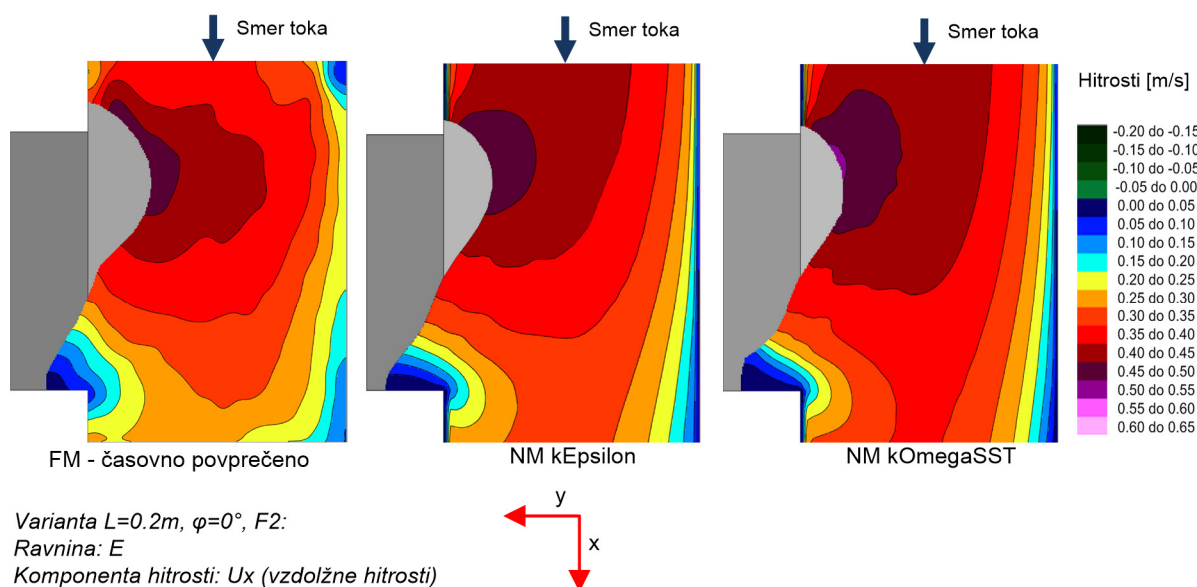 Smer toka
Smer toka
Smer toka
Hitrosti [m/s]
-0.20 do -0.15
-0.15 do -0.10
-0.10 do -0.05
-0.05 do 0.00
0.00 do 0.05
0.05 do 0.10
0.10 do 0.15
0.15 do 0.20
0.20 do 0.25
0.25 do 0.30
0.30 do 0.35
0.35 do 0.40
0.40 do 0.45
0.45 do 0.50
0.50 do 0.55
0.55 do 0.60
0.60 do 0.65
FM - časovno povprečeno
NM kEpsilon
NM kOmegaSST
y
x
Varianta L=0.2m, φ=0°, F2:
Ravnina: E
Komponenta hitrosti: Ux (vzdolžne hitrosti)